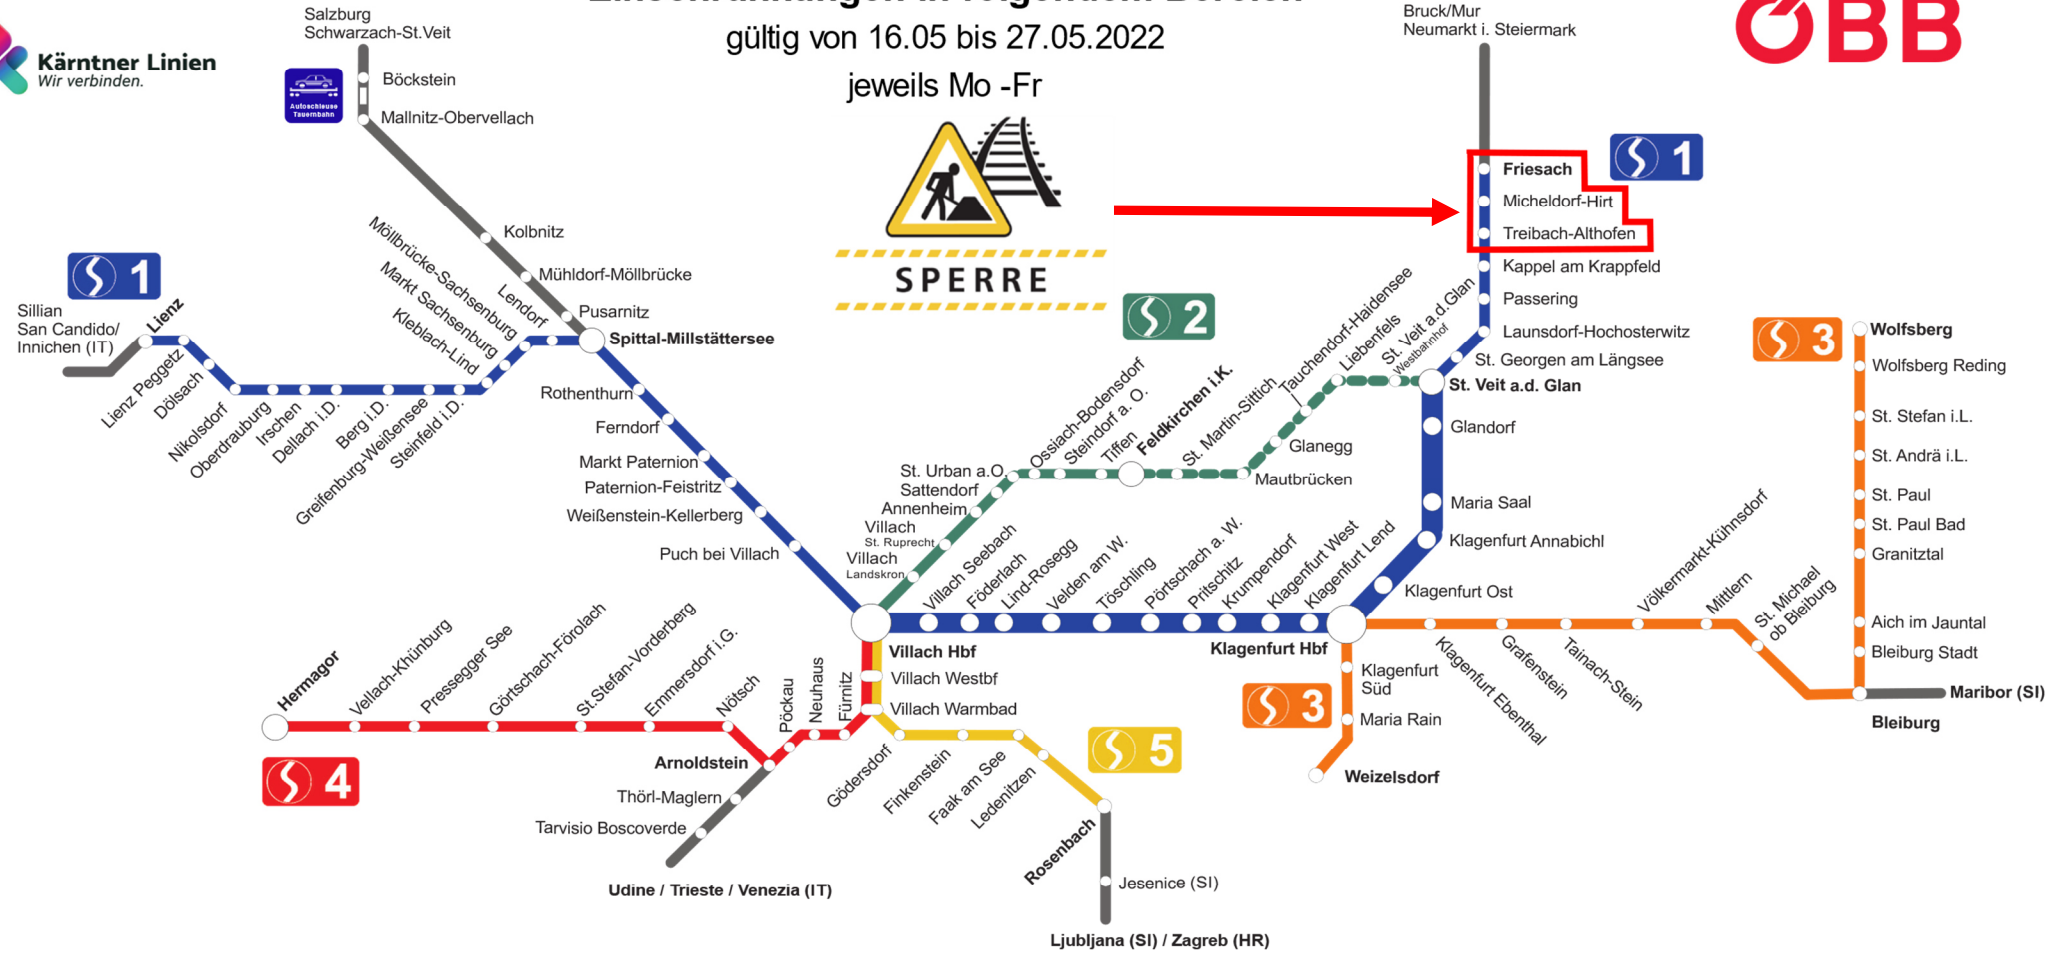 gültig von 16.05 bis 27.05.2022
jeweils Mo -Fr
Kärntner Linien
Wir verbinden.
ÖBB
Salzburg
Schwarzach-St.Veit
Böckstein
Autoschleuse
Tauernbahn
Mallnitz-Obervellach
Kolbnitz
Mühldorf-Möllbrücke
Pusarnitz
Spittal-Millstättersee
Lendorf
Möllbrücke-Sachsenburg
Markt Sachsenburg
Kleblach-Lind
S 1
Sillian
San Candido/
Innichen (IT)
Lienz
Lienz Peggetz
Dölsach
Nikolsdorf
Oberdrauburg
Irschen
Dellach i.D.
Berg i.D.
Greifenburg-Weißensee
Steinfeld i.D.
Rothenthurn
Ferndorf
Markt Paternion
Paternion-Feistritz
Weißenstein-Kellerberg
Puch bei Villach
SPERRE
Bruck/Mur
Neumarkt i. Steiermark
S 1
Friesach
Micheldorf-Hirt
Treibach-Althofen
Kappel am Krappfeld
Passering
Launsdorf-Hochosterwitz
St. Georgen am Längsee
St. Veit a.d. Glan
Glandorf
Maria Saal
Klagenfurt Annabichl
Klagenfurt Ost
S 2
St. Veit a.d. Glan
Westbahnhof
Liebenfels
Tauchendorf-Haidensee
Glanegg
Mautbrücken
St. Martin-Sittich
Feldkirchen i.K.
Tiffen
Steindorf a. O.
Ossiach-Bodensdorf
St. Urban a.O.
Sattendorf
Annenheim
Villach
St. Ruprecht
Villach
Landskron
Villach Seebach
Föderlach
Lind-Rosegg
Velden am W.
Töschling
Pörtschach a. W.
Pritschitz
Krumpendorf
Klagenfurt West
Klagenfurt Lend
Villach Hbf
Klagenfurt Hbf
Villach Westbf
Villach Warmbad
S 3
Wolfsberg
Wolfsberg Reding
St. Stefan i.L.
St. Andrä i.L.
St. Paul
St. Paul Bad
Granitztal
Aich im Jauntal
Bleiburg Stadt
Maribor (SI)
Bleiburg
St. Michael
ob Bleiburg
Mittlern
Völkermarkt-Kühnsdorf
Tainach-Stein
Grafenstein
Klagenfurt Ebenthal
S 3
Klagenfurt
Süd
Maria Rain
Weizelsdorf
Hermagor
Vellach-Khünburg
Pressegger See
Görtschach-Förolach
St.Stefan-Vorderberg
Emmersdorf i.G.
Nötsch
Pöckau
Neuhaus
Fürnitz
S 4
Arnoldstein
Thörl-Maglern
Tarvisio Boscoverde
Udine / Trieste / Venezia (IT)
S 5
Gödersdorf
Finkenstein
Faak am See
Ledenitzen
Rosenbach
Jesenice (SI)
Ljubljana (SI) / Zagreb (HR)